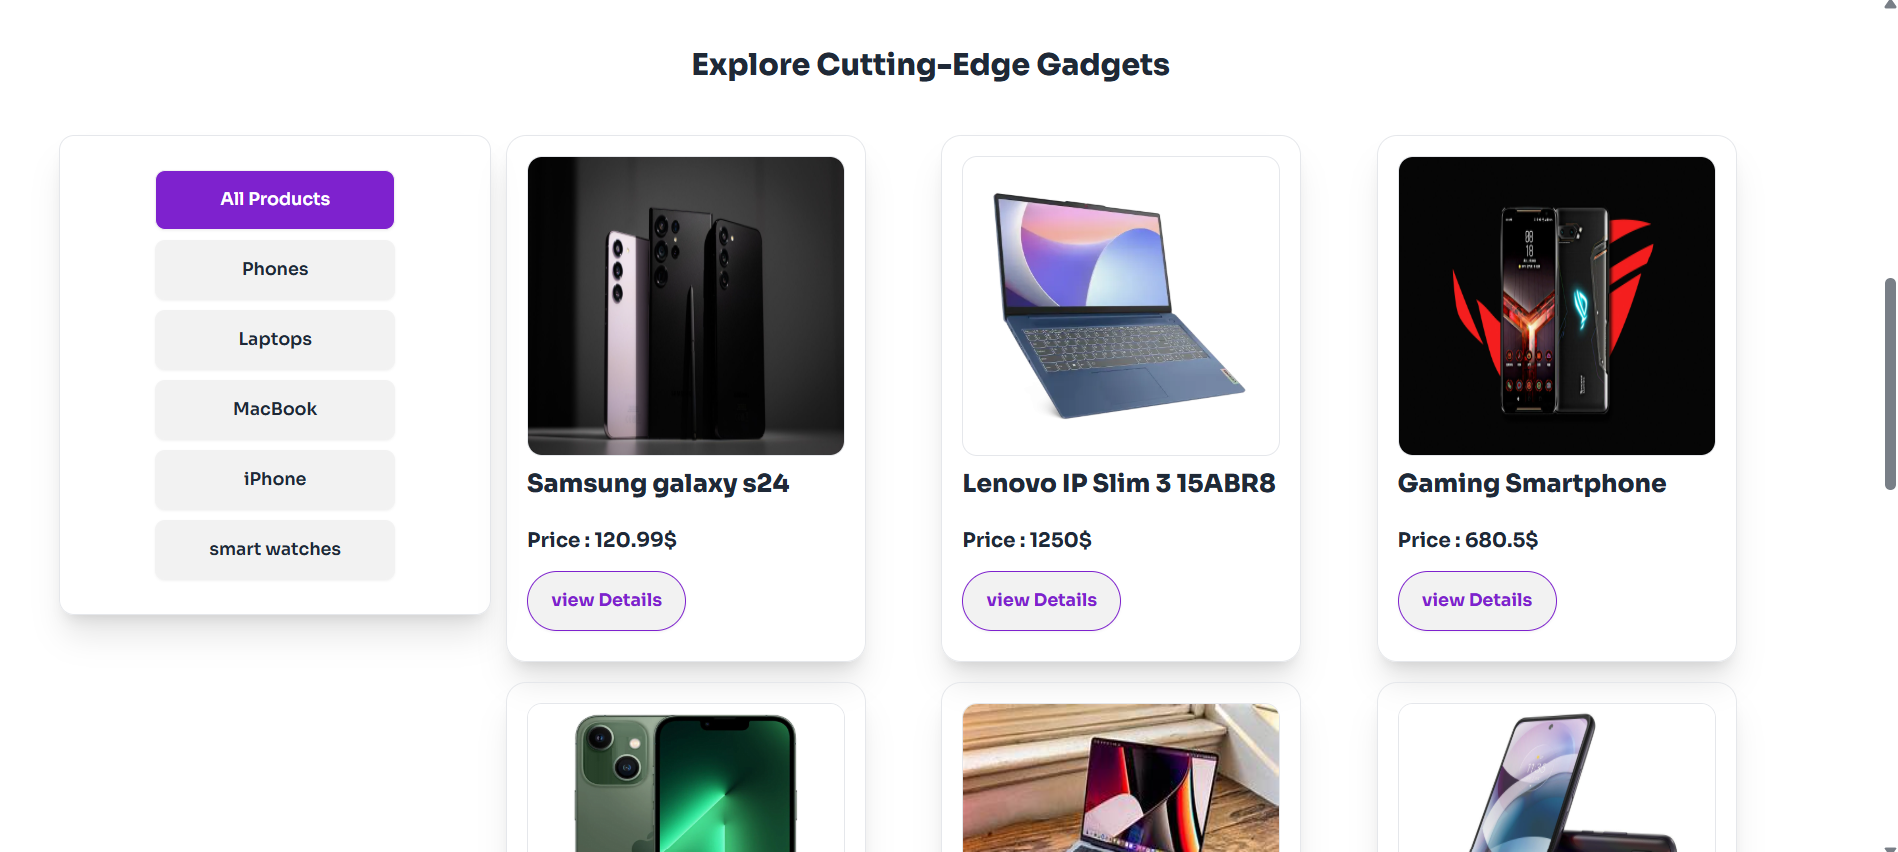 Explore Cutting-Edge Gadgets
All Products
Phones
Laptops
MacBook
iPhone
smart watches
Samsung galaxy s24
Price : 120.99$
view Details
Lenovo IP Slim 3 15ABR8
Price : 1250$
view Details
Gaming Smartphone
Price : 680.5$
view Details